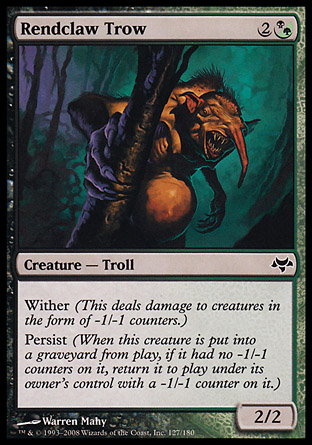 Rendclaw Trow 2
Creature — Troll
Wither (This deals damage to creatures in
the form of -1/-1 counters.)
Persist (When this creature is put into
a graveyard from play, if it had no -1/-1
counters on it, return it to play under its
owner's control with a -1/-1 counter on it.)
Warren Mahy
™ & © 1993–2008 Wizards of the Coast, Inc. 127/180
2/2